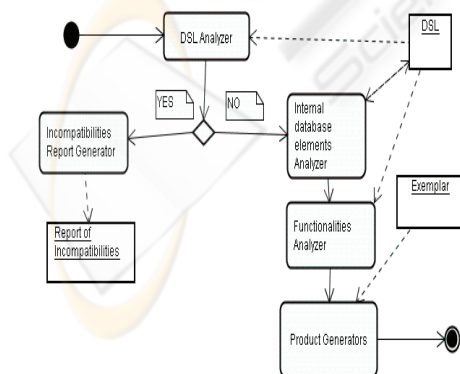 DSL Analyzer
DSL
YES
NO
Incompatibilities
Report Generator
Internal
database
elements
Analyzer
Exemplar
Report of
Incompatibilities
Functionalities
Analyzer
Product Generators